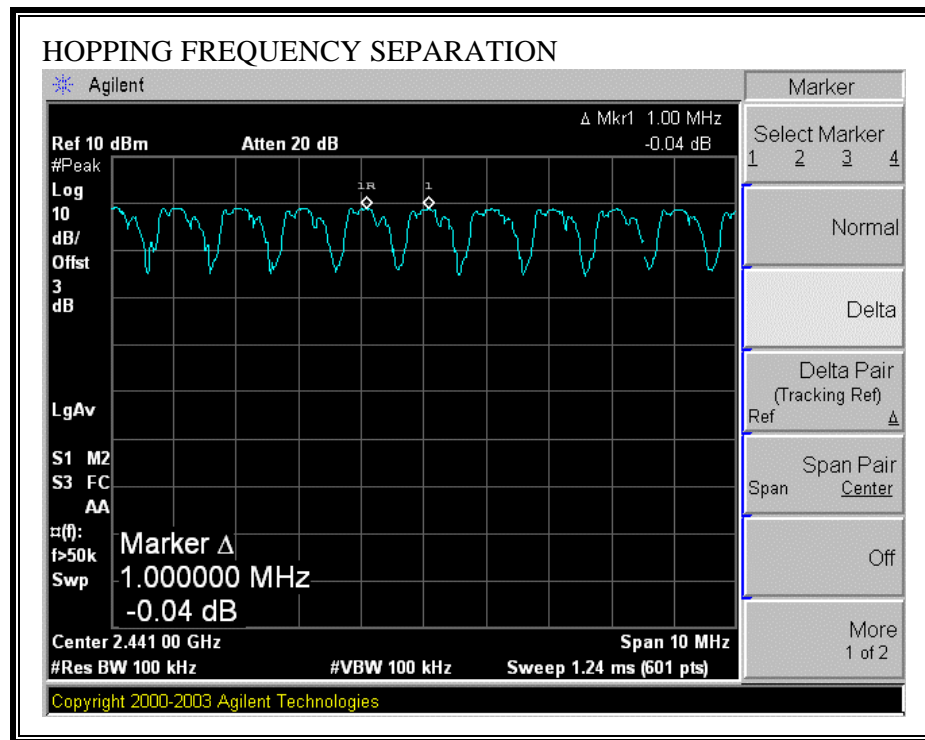 HOPPING FREQUENCY SEPARATION
Agilent
Marker
Δ Mkr1 1.00 MHz
Ref 10 dBm Atten 20 dB -0.04 dB
#Peak
Log
10
dB/
Offst
3
dB
1R 1
LgAv
S1 M2
S3 FC
AA
¤(f):
f>50k
Swp
Marker Δ
1.000000 MHz
-0.04 dB
Center 2.441 00 GHz Span 10 MHz
#Res BW 100 kHz #VBW 100 kHz Sweep 1.24 ms (601 pts)
Copyright 2000-2003 Agilent Technologies
Select Marker
1 2 3 4
Normal
Delta
Delta Pair
(Tracking Ref)
Ref Δ
Span Pair
Span Center
Off
More
1 of 2